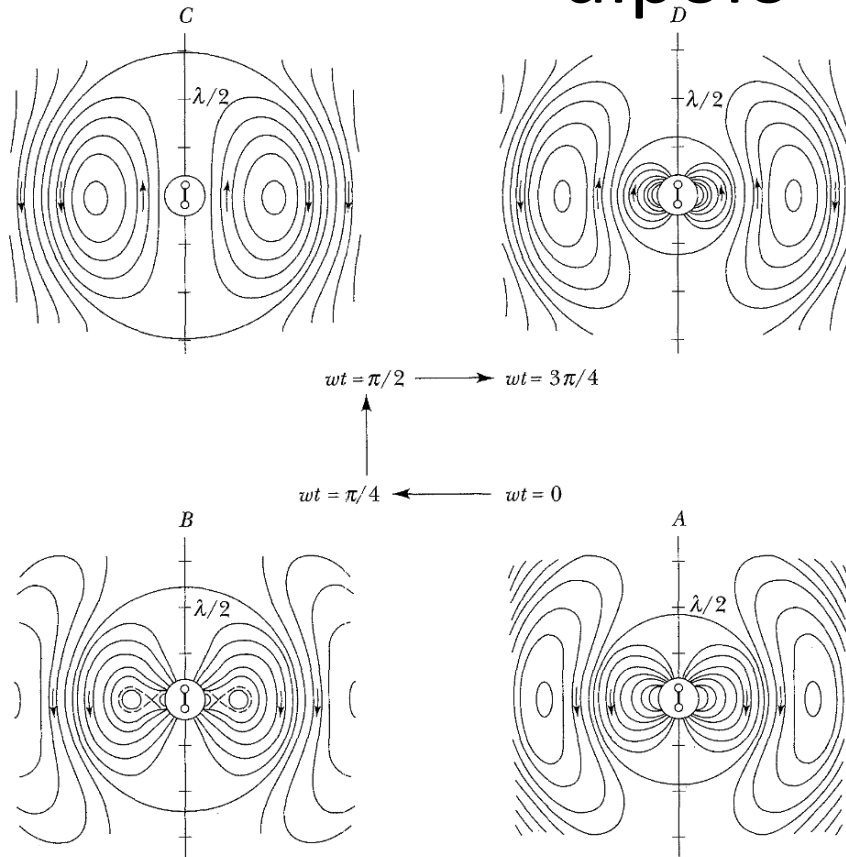 dipole
C
D
λ/2
λ/2
wt = π/2
wt = 3π/4
wt = π/4
wt = 0
B
A
λ/2
λ/2